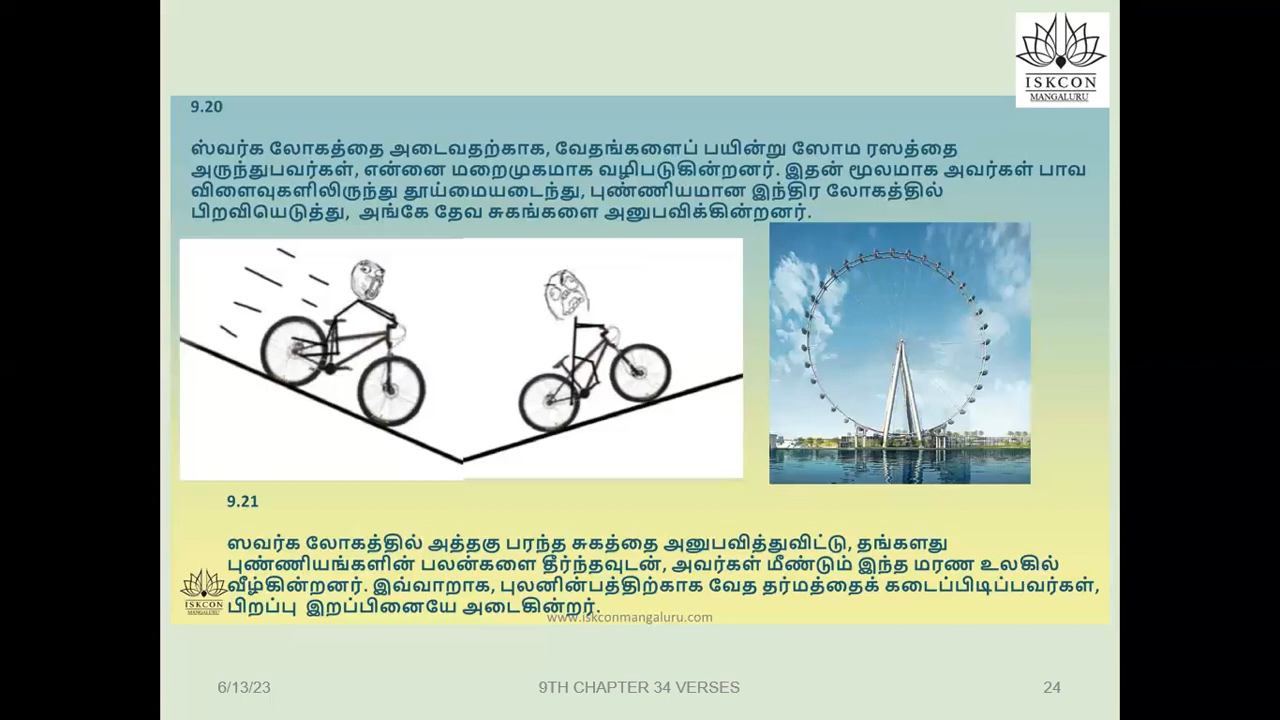 ISKCON
MANGALURU
9.20
ஸ்வர்க லோகத்தை அடைவதற்காக, வேதங்களைப் பயின்று ஸோம ரஸத்தை
அருந்துபவர்கள், என்னை மறைமுகமாக வழிபடுகின்றனர். இதன் மூலமாக அவர்கள் பாவ
விளைவுகளிலிருந்து தூய்மையடைந்து, புண்ணியமான இந்திர லோகத்தில்
பிறவியெடுத்து, அங்கே தேவ சுகங்களை அனுபவிக்கின்றனர்.
9.21
ஸவர்க லோகத்தில் அத்தகு பரந்த சுகத்தை அனுபவித்துவிட்டு, தங்களது
புண்ணியங்களின் பலன்களை தீர்ந்தவுடன், அவர்கள் மீண்டும் இந்த மரண உலகில்
வீழ்கின்றனர். இவ்வாறாக, புலனின்பத்திற்காக வேத தர்மத்தைக் கடைப்பிடிப்பவர்கள்,
பிறப்பு இறப்பினையே அடைகின்றர்.
ISKCON
MANGALURU
www.iskconmangaluru.com
6/13/23
9TH CHAPTER 34 VERSES
24